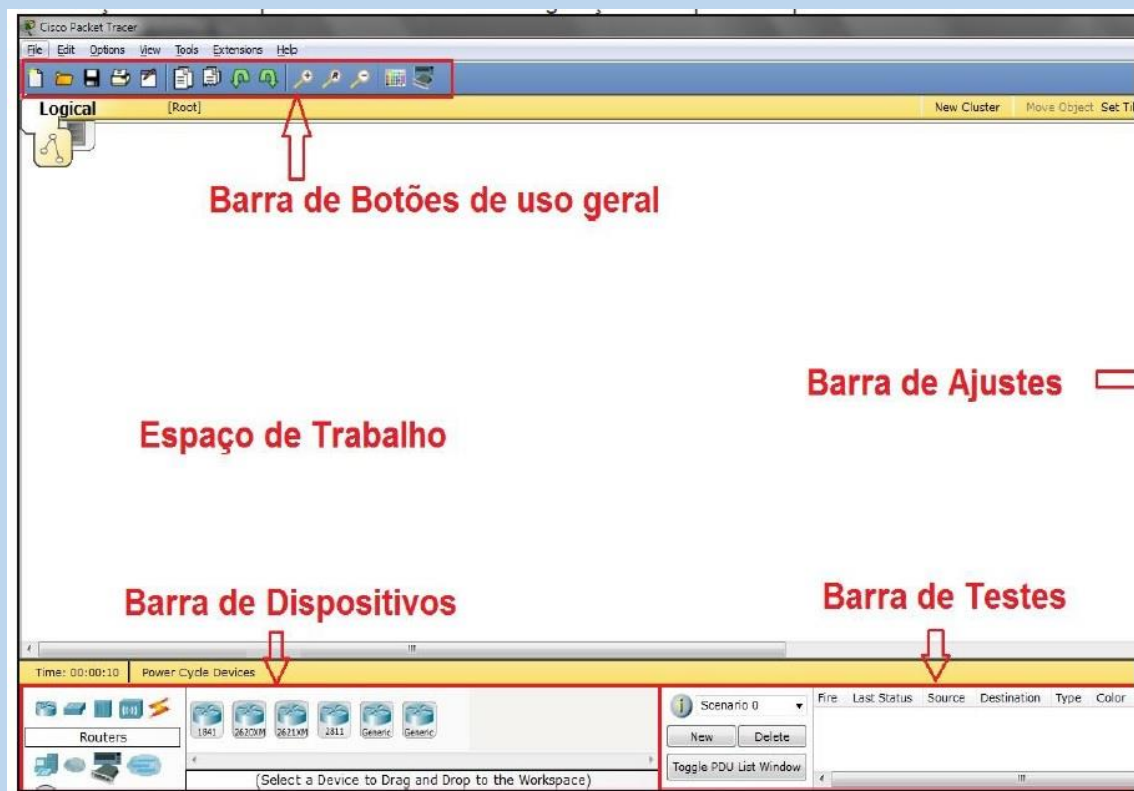 Cisco Packet Tracer
File Edit Options View Tools Extensions Help
Logical [Root] New Cluster Move Object Set
Barra de Botões de uso geral
Barra de Ajustes
Espaço de Trabalho
Barra de Dispositivos
Barra de Testes
Time: 00:00:10 Power Cycle Devices
Routers
1841 2620XM 2621XM 2811 Generic Generic
(Select a Device to Drag and Drop to the Workspace)
Scenario 0
New Delete
Toggle PDU List Window
Fire Last Status Source Destination Type Color